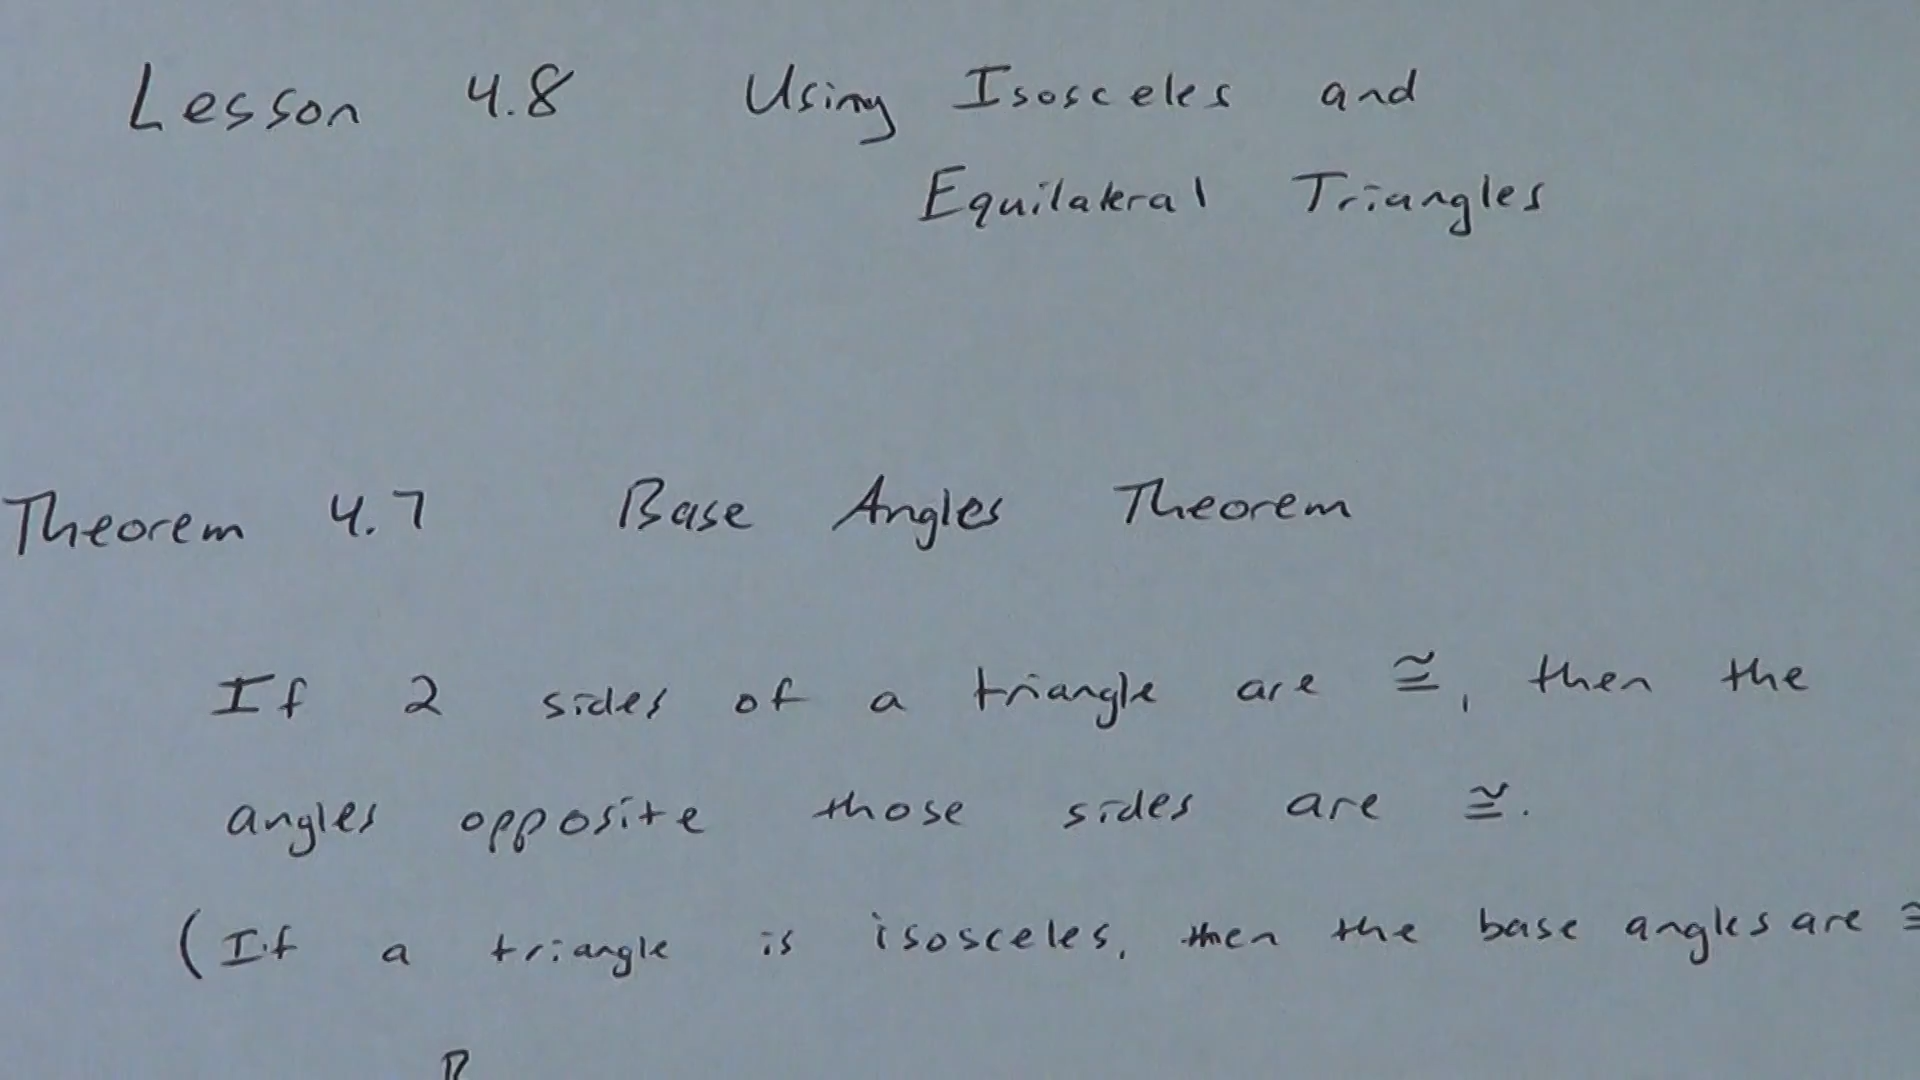 Lesson 4.8 Using Isosceles and
Equilateral Triangles
Theorem 4.7 Base Angles Theorem
If 2 sides of a triangle are ≅, then the
angles opposite those sides are ≅.
(If a triangle is isosceles, then the base angles are ≅